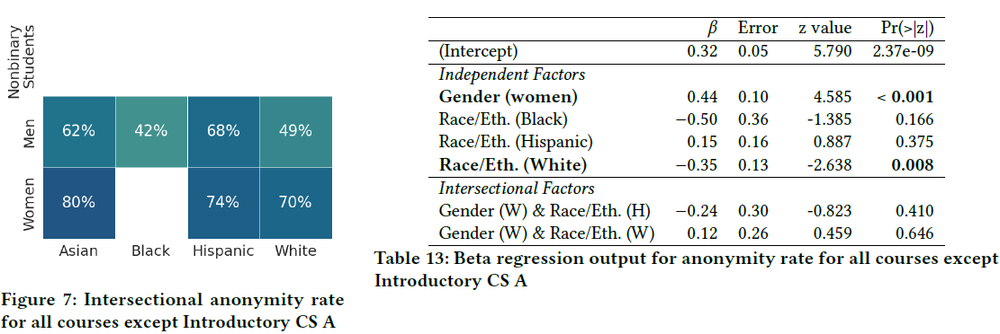 Nonbinary
Students
Men
62% 42% 68% 49%
Women
80% 74% 70%
Asian Black Hispanic White
Figure 7: Intersectional anonymity rate
for all courses except Introductory CS A
β Error z value Pr(>|z|)
(Intercept) 0.32 0.05 5.790 2.37e-09
Independent Factors
Gender (women) 0.44 0.10 4.585 < 0.001
Race/Eth. (Black) −0.50 0.36 -1.385 0.166
Race/Eth. (Hispanic) 0.15 0.16 0.887 0.375
Race/Eth. (White) −0.35 0.13 -2.638 0.008
Intersectional Factors
Gender (W) & Race/Eth. (H) −0.24 0.30 -0.823 0.410
Gender (W) & Race/Eth. (W) 0.12 0.26 0.459 0.646
Table 13: Beta regression output for anonymity rate for all courses except
Introductory CS A